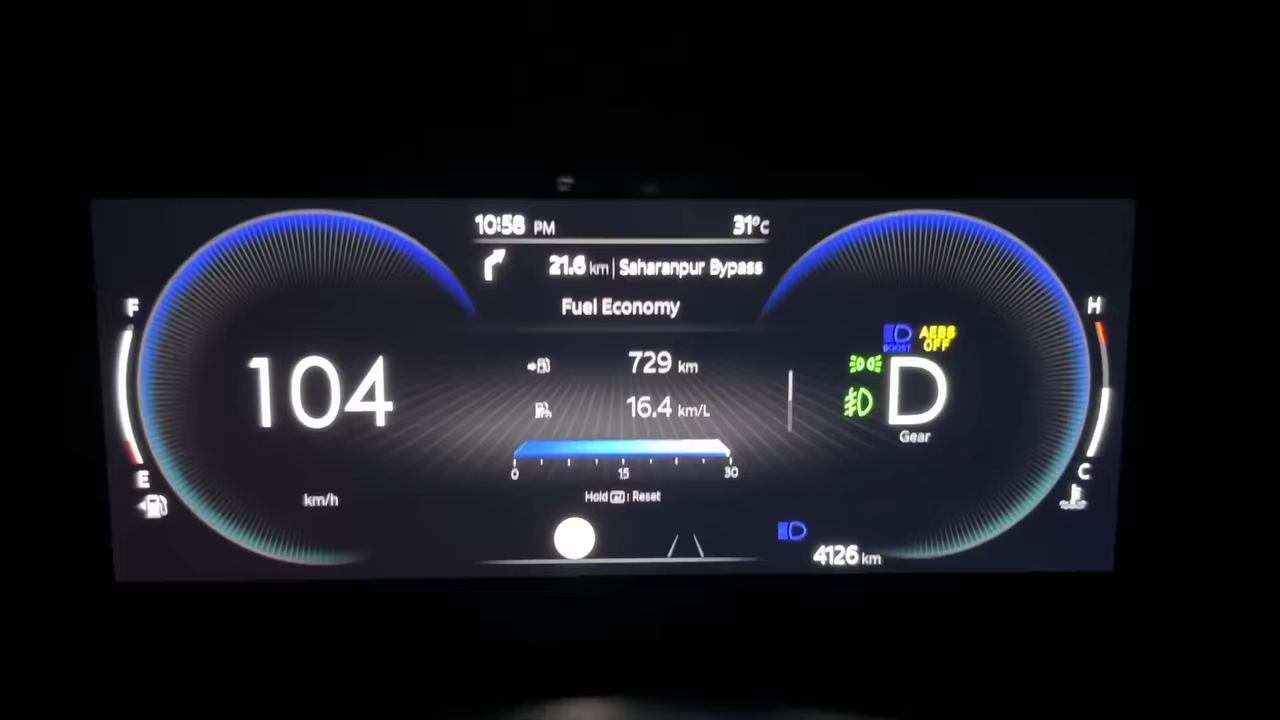 10:58 PM 31°C
21.6 km | Saharanpur Bypass
Fuel Economy
F
H
BOOST
AEBS OFF
729 km
104
16.4 km/L
D
Gear
0 15 30
E
C
km/h
Hold : Reset
4126 km